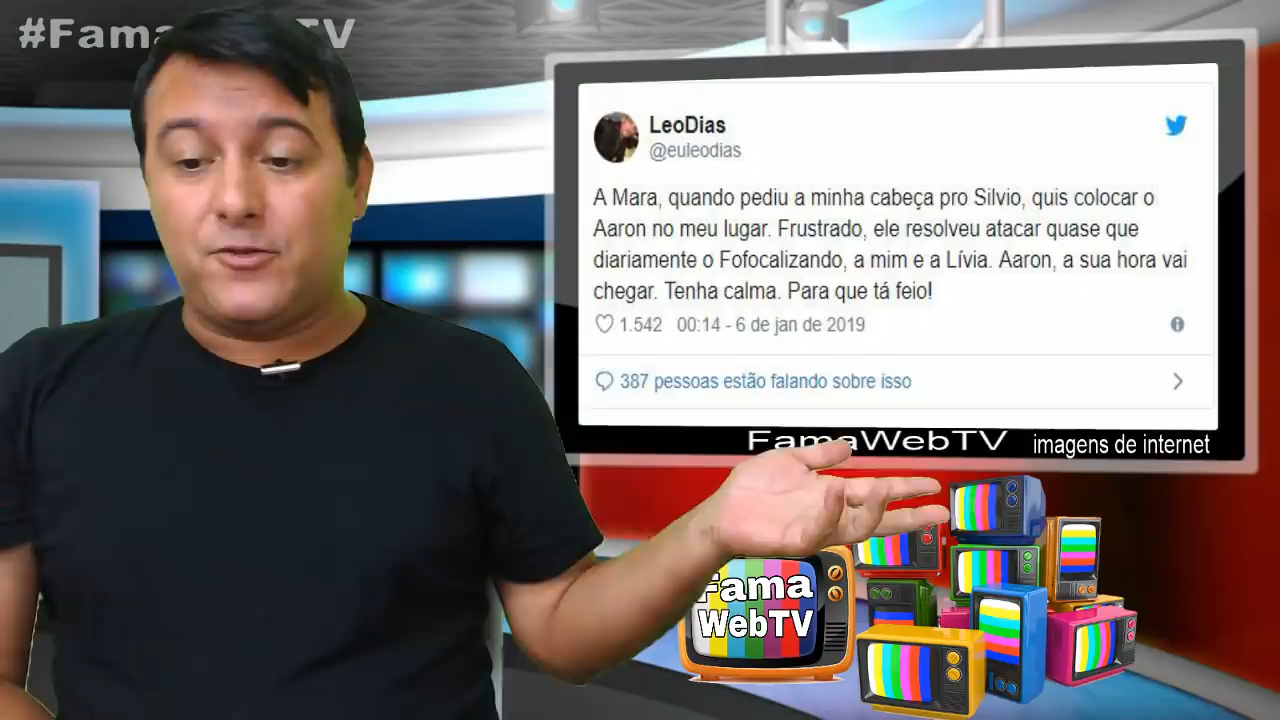 #Fama TV
LeoDias
@euleodias
A Mara, quando pediu a minha cabeça pro Silvio, quis colocar o
Aaron no meu lugar. Frustrado, ele resolveu atacar quase que
diariamente o Fofocalizando, a mim e a Lívia. Aaron, a sua hora vai
chegar. Tenha calma. Para que tá feio!
1.542 00:14 - 6 de jan de 2019
387 pessoas estão falando sobre isso
FamaWebTV imagens de internet
Fama
WebTV